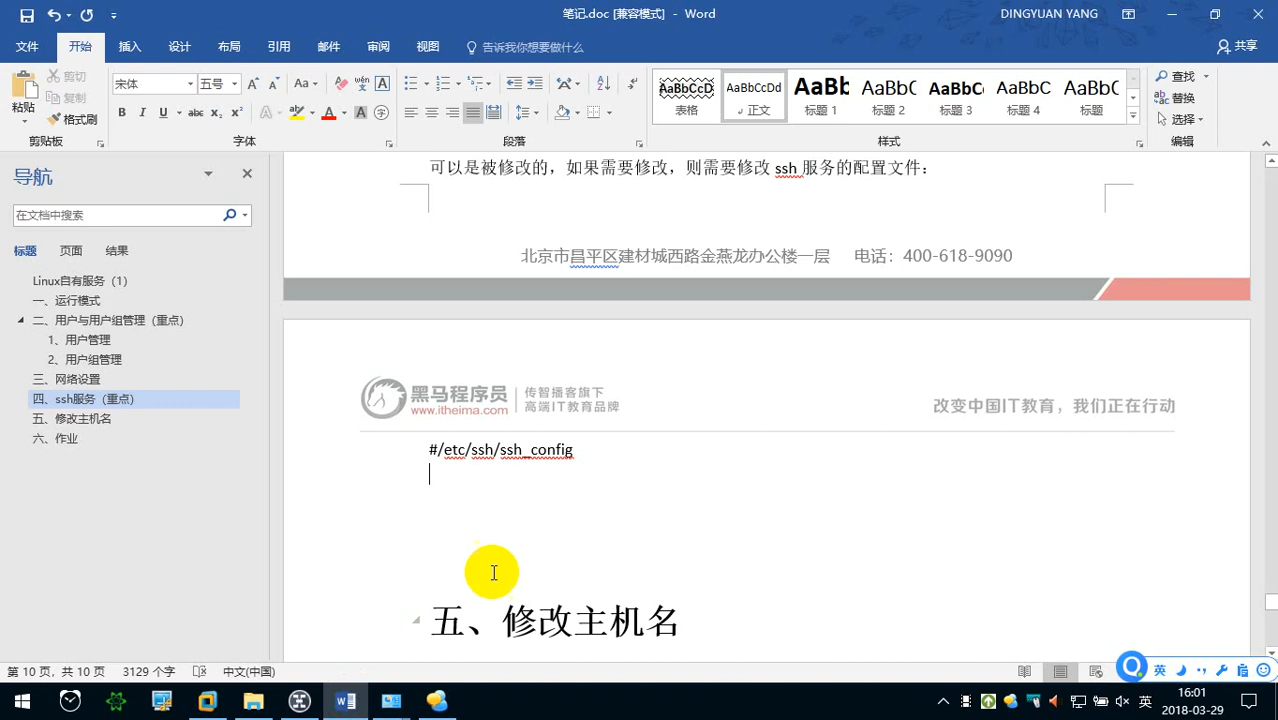 笔记.doc [兼容模式] - Word
DINGYUAN YANG
文件 开始 插入 设计 布局 引用 邮件 审阅 视图 告诉我你想要做什么 共享
粘贴 剪切 复制 格式刷
宋体 五号
AaBbCcD AaBbCcDd AaBb AaBbC AaBbC AaBbC AaBbC
表格 正文 标题 1 标题 2 标题 3 标题 4 标题
查找 替换 选择
剪贴板 字体 段落 样式 编辑
导航
在文档中搜索
标题 页面 结果
Linux自有服务（1）
一、运行模式
二、用户与用户组管理（重点）
1、用户管理
2、用户组管理
三、网络设置
四、ssh服务（重点）
五、修改主机名
六、作业
可以是被修改的，如果需要修改，则需要修改 ssh 服务的配置文件：
北京市昌平区建材城西路金燕龙办公楼一层 电话：400-618-9090
黑马程序员 传智播客旗下
www.itheima.com 高端IT教育品牌
改变中国IT教育，我们正在行动
#/etc/ssh/ssh_config
五、修改主机名
第 10 页，共 10 页 3129 个字 中文(中国)
英
英 16:01
2018-03-29